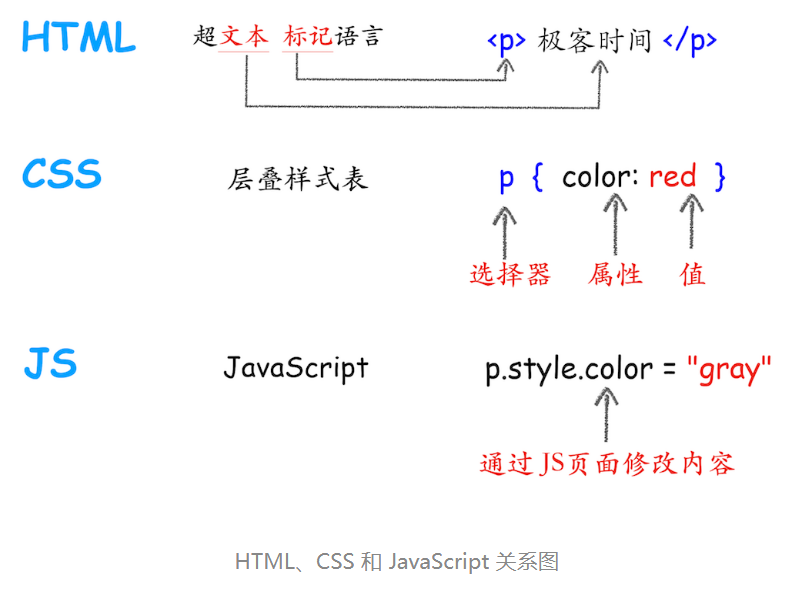 HTML 超文本 标记语言 <p> 极客时间 </p>
CSS 层叠样式表 p { color: red }
选择器 属性 值
JS JavaScript p.style.color = "gray"
通过JS页面修改内容
HTML、CSS 和 JavaScript 关系图